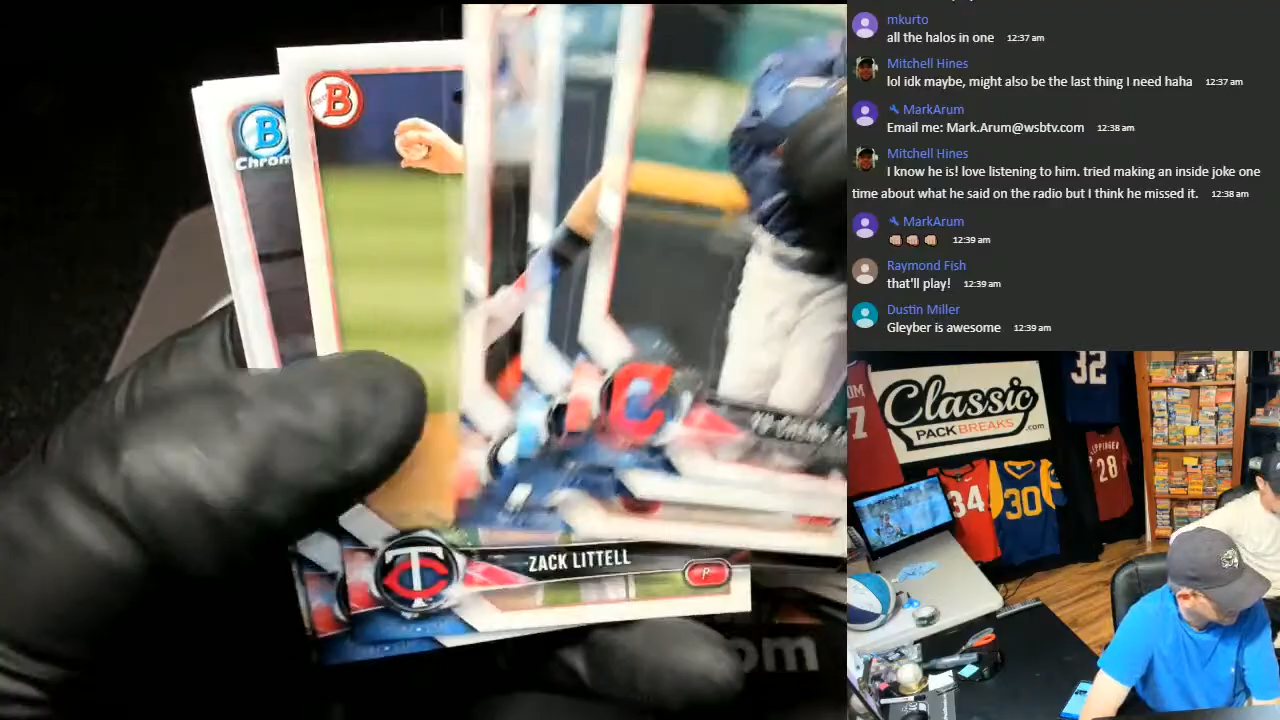 B
Chrom
B
C
ZACK LITTELL
P
TC
om
mkurto
all the halos in one 12:37 am
Mitchell Hines
lol idk maybe, might also be the last thing I need haha 12:37 am
MarkArum
Email me: Mark.Arum@wsbtv.com 12:38 am
Mitchell Hines
I know he is! love listening to him. tried making an inside joke one
time about what he said on the radio but I think he missed it. 12:38 am
MarkArum
12:39 am
Raymond Fish
that'll play! 12:39 am
Dustin Miller
Gleyber is awesome 12:39 am
32
Classic
PACK BREAKS .com
7
34
30
28